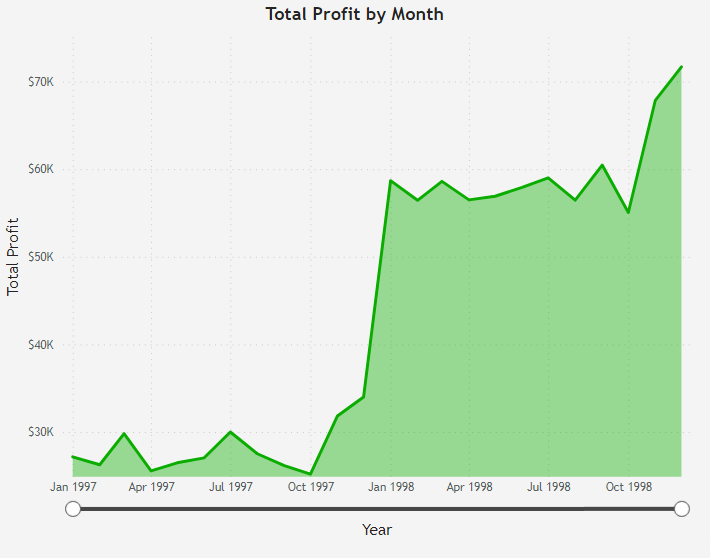 Total Profit by Month
$70K
$60K
$50K
$40K
$30K
Total Profit
Jan 1997 Apr 1997 Jul 1997 Oct 1997 Jan 1998 Apr 1998 Jul 1998 Oct 1998
Year